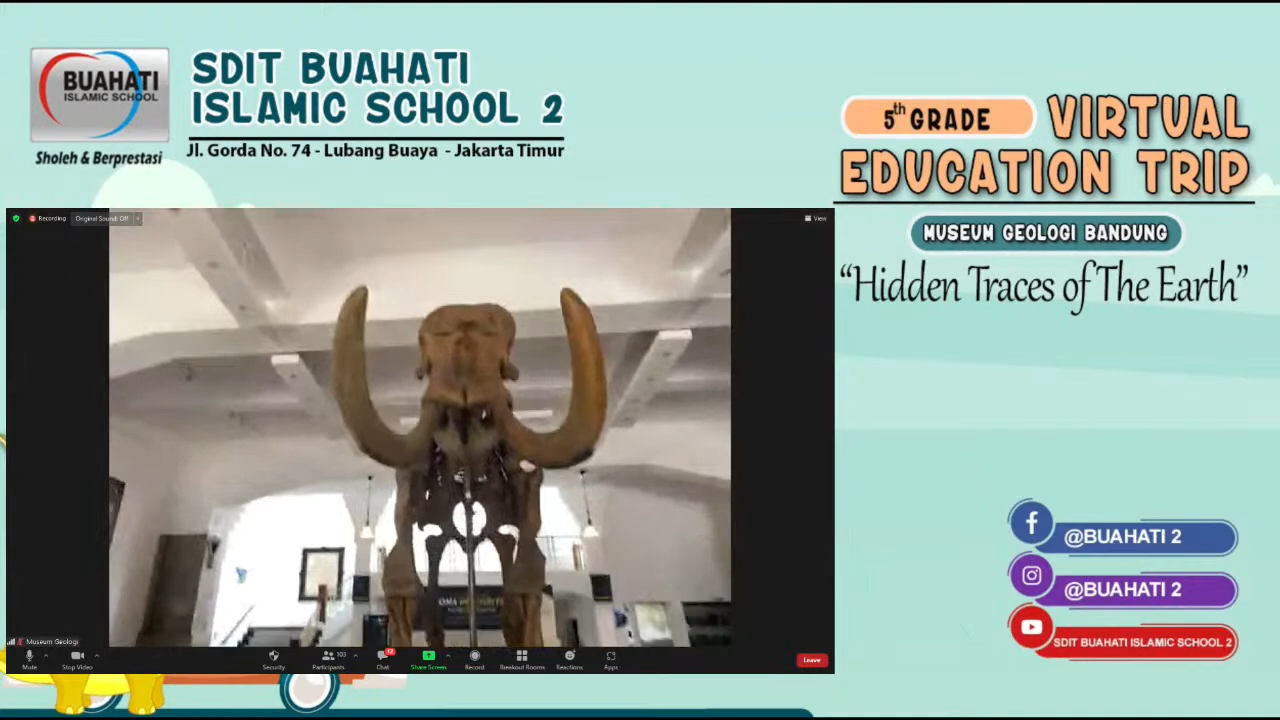 BUAHATI
ISLAMIC SCHOOL
Sholeh & Berprestasi
SDIT BUAHATI
ISLAMIC SCHOOL 2
Jl. Gorda No. 74 - Lubang Buaya - Jakarta Timur
5th GRADE VIRTUAL
EDUCATION TRIP
MUSEUM GEOLOGI BANDUNG
“Hidden Traces of The Earth”
Recording
Original Sound: Off
View
Museum Geologi
Mute
Stop Video
Security
Participants
103
Chat
Share Screen
Record
Breakout Rooms
Reactions
Apps
Leave
@BUAHATI 2
@BUAHATI 2
SDIT BUAHATI ISLAMIC SCHOOL 2